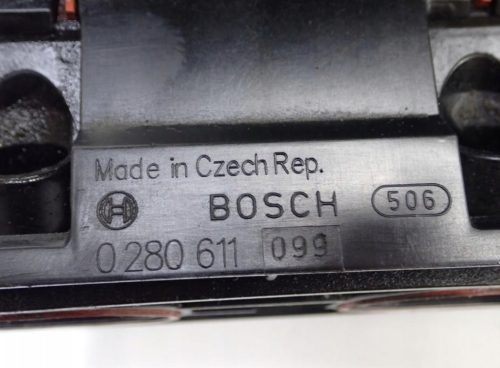 Made in Czech Rep.
BOSCH 506
0 280 611 099